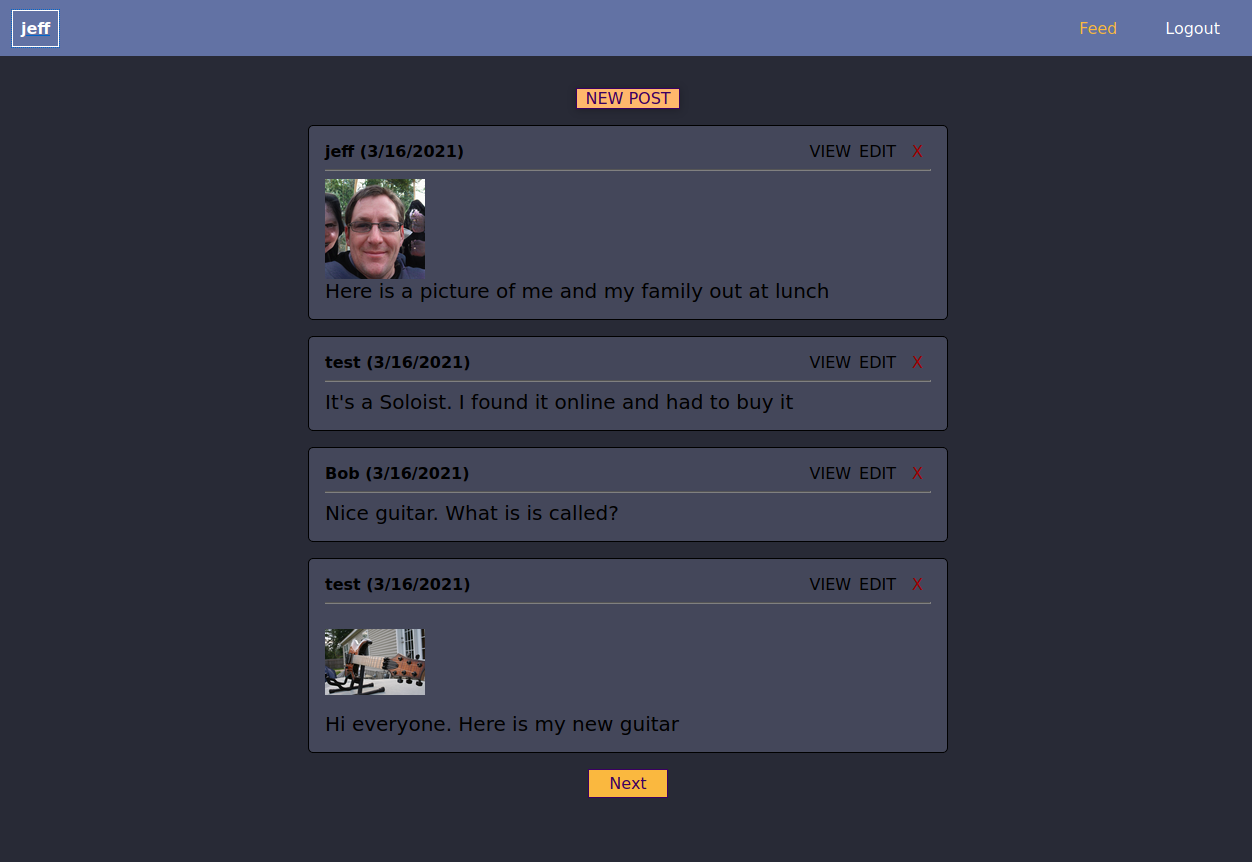 jeff Feed Logout
NEW POST
jeff (3/16/2021) VIEW EDIT X
Here is a picture of me and my family out at lunch
test (3/16/2021) VIEW EDIT X
It's a Soloist. I found it online and had to buy it
Bob (3/16/2021) VIEW EDIT X
Nice guitar. What is is called?
test (3/16/2021) VIEW EDIT X
Hi everyone. Here is my new guitar
Next